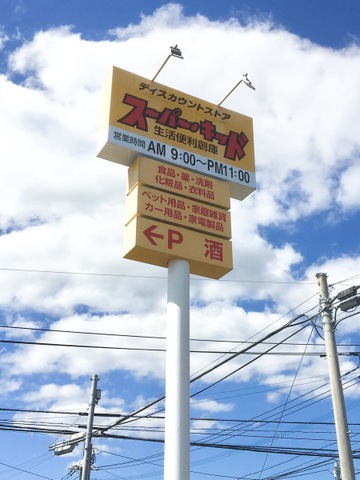 ディスカウントストア
スーパー・キッド
生活便利創庫
営業時間 AM 9:00〜PM11:00
食品・薬・洗剤
化粧品・衣料品
ペット用品・家庭雑貨
カー用品・家電製品
←P 酒